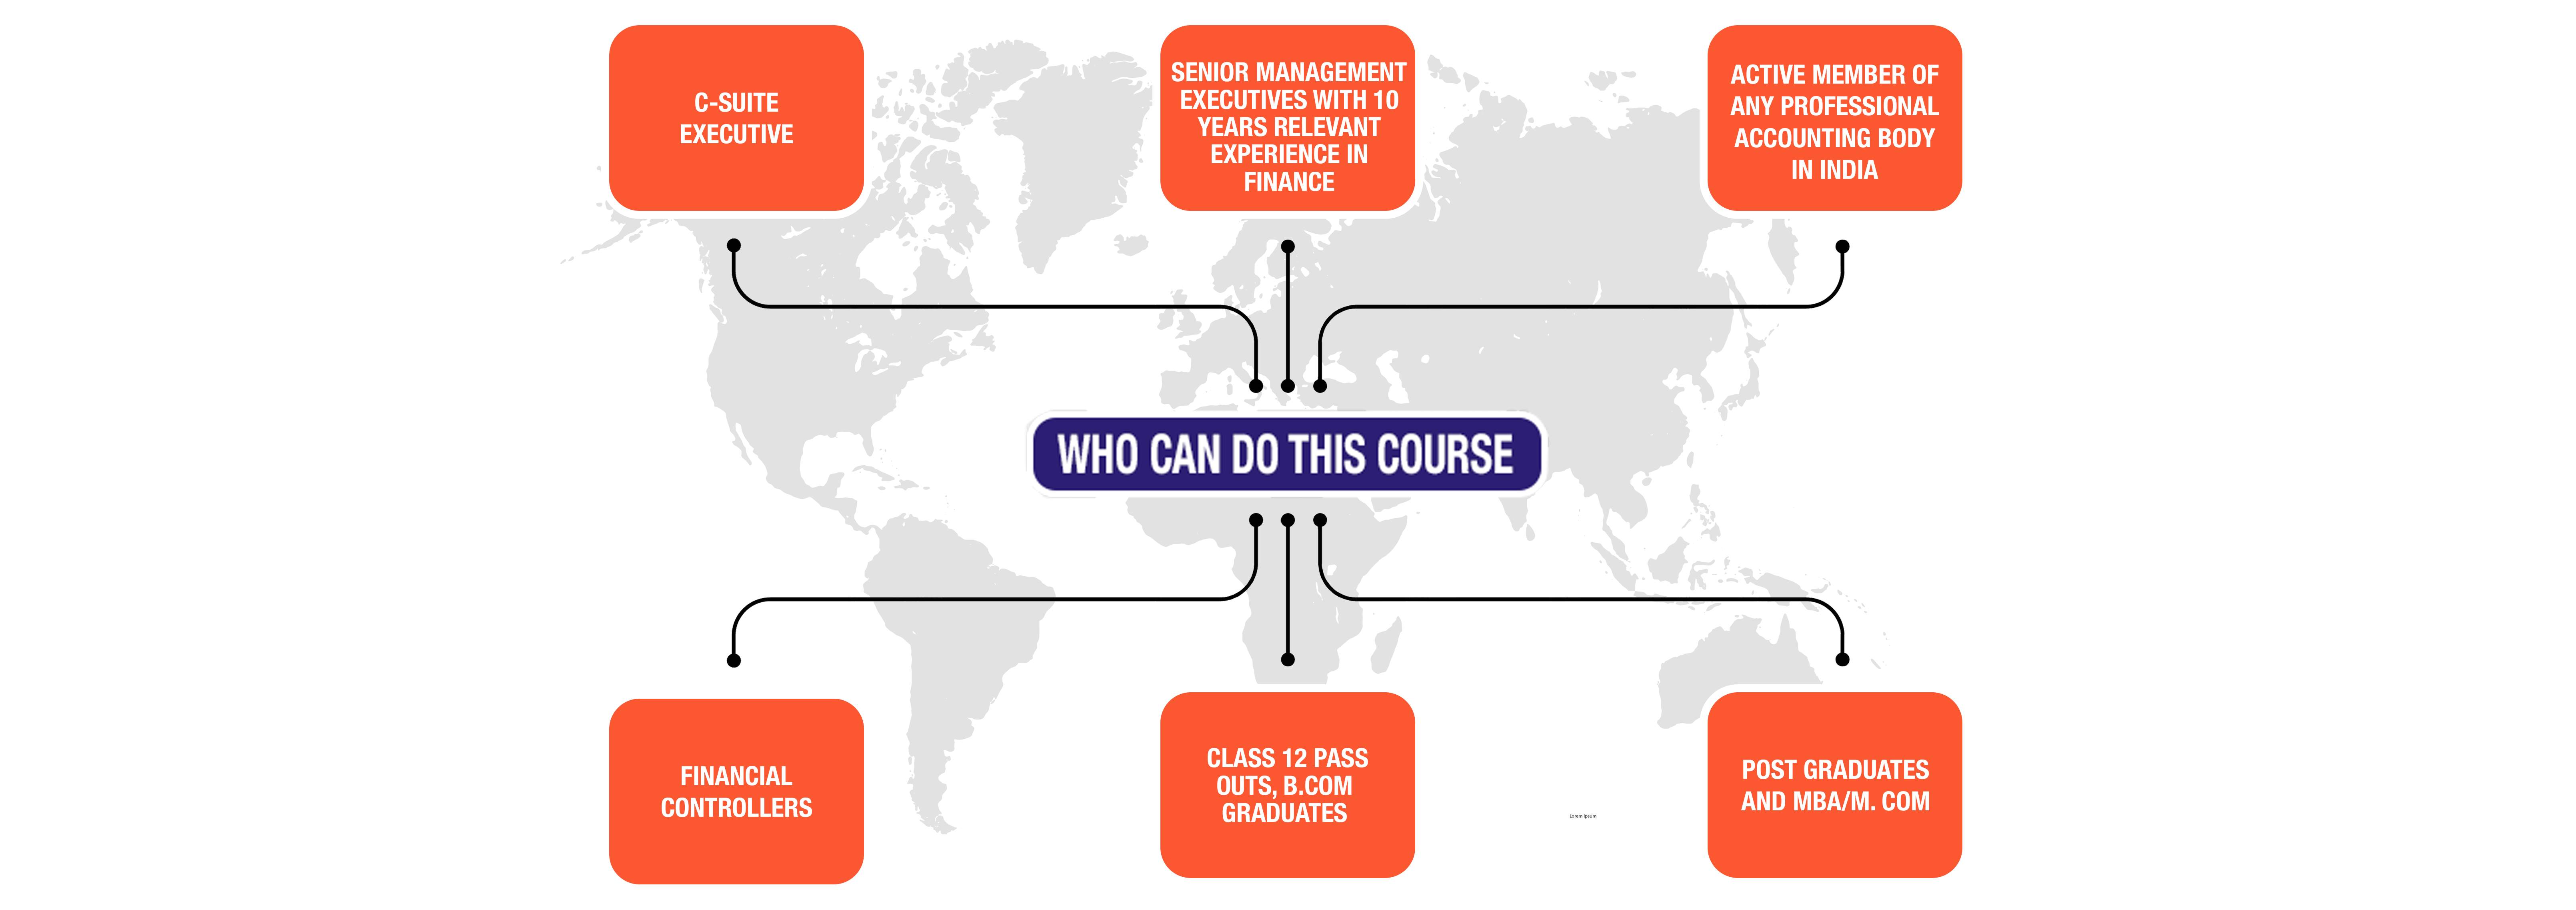 C-SUITE
EXECUTIVE
SENIOR MANAGEMENT
EXECUTIVES WITH 10
YEARS RELEVANT
EXPERIENCE IN
FINANCE
ACTIVE MEMBER OF
ANY PROFESSIONAL
ACCOUNTING BODY
IN INDIA
WHO CAN DO THIS COURSE
FINANCIAL
CONTROLLERS
CLASS 12 PASS
OUTS, B.COM
GRADUATES
Lorem Ipsum
POST GRADUATES
AND MBA/M. COM